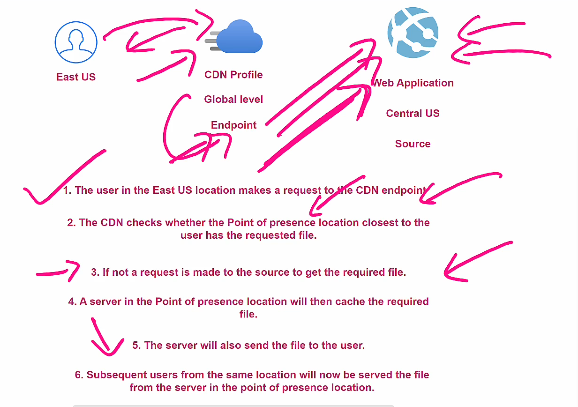 East US
CDN Profile
Global level
Endpoint
Web Application
Central US
Source
1. The user in the East US location makes a request to the CDN endpoint
2. The CDN checks whether the Point of presence location closest to the
user has the requested file.
3. If not a request is made to the source to get the required file.
4. A server in the Point of presence location will then cache the required
file.
5. The server will also send the file to the user.
6. Subsequent users from the same location will now be served the file
from the server in the point of presence location.